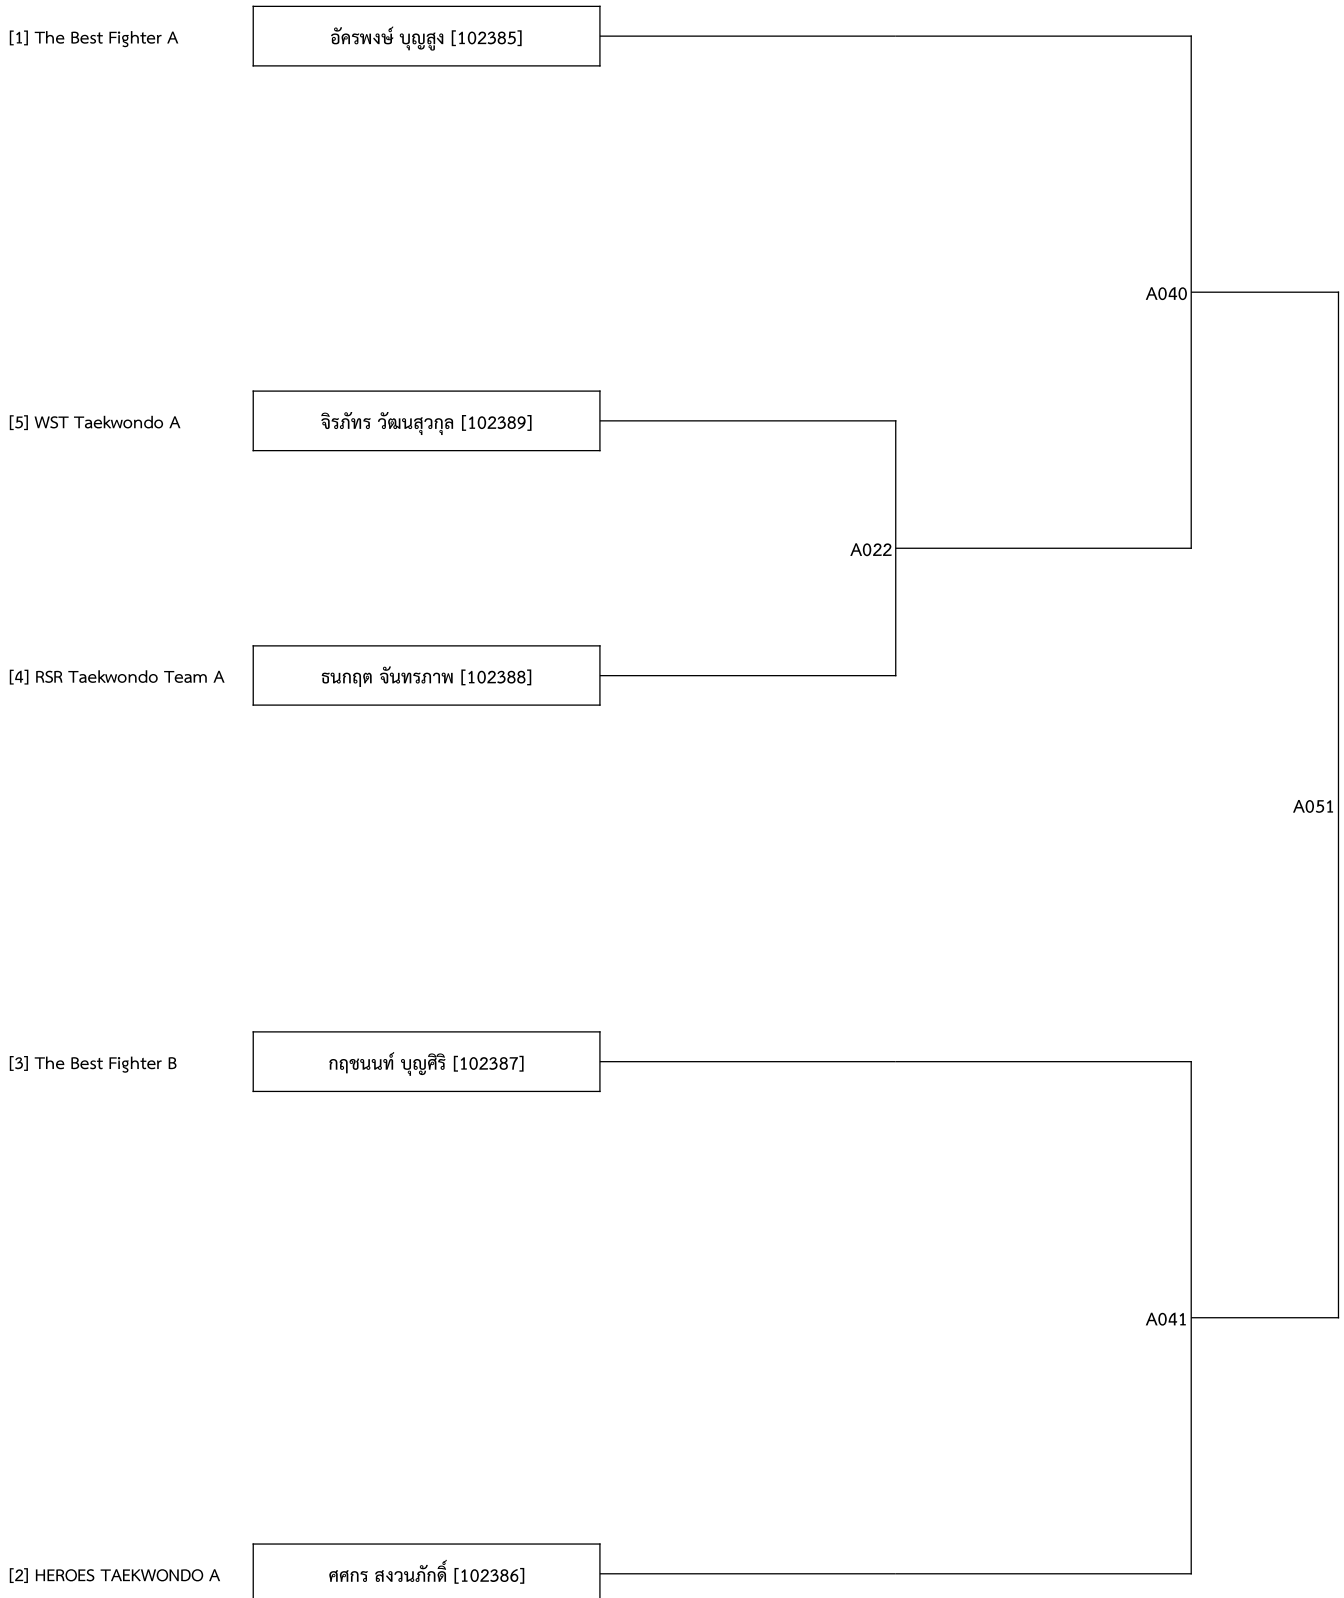 [1] The Best Fighter A อัครพงษ์ บุญสูง [102385]
A040
[5] WST Taekwondo A จิรภัทร วัฒนสุวกุล [102389]
A022
[4] RSR Taekwondo Team A ธนกฤต จันทรภาพ [102388]
A051
[3] The Best Fighter B กฤชนนท์ บุญศิริ [102387]
A041
[2] HEROES TAEKWONDO A ศศกร สงวนภักดิ์ [102386]